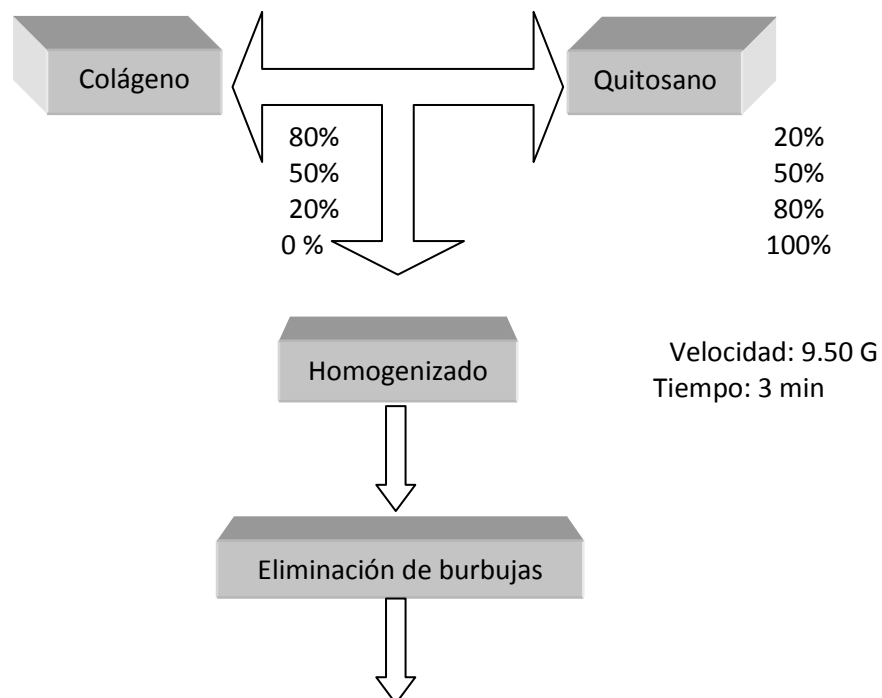 Colágeno Quitosano
80% 20%
50% 50%
20% 80%
0 % 100%
Homogenizado
Velocidad: 9.50 G
Tiempo: 3 min
Eliminación de burbujas